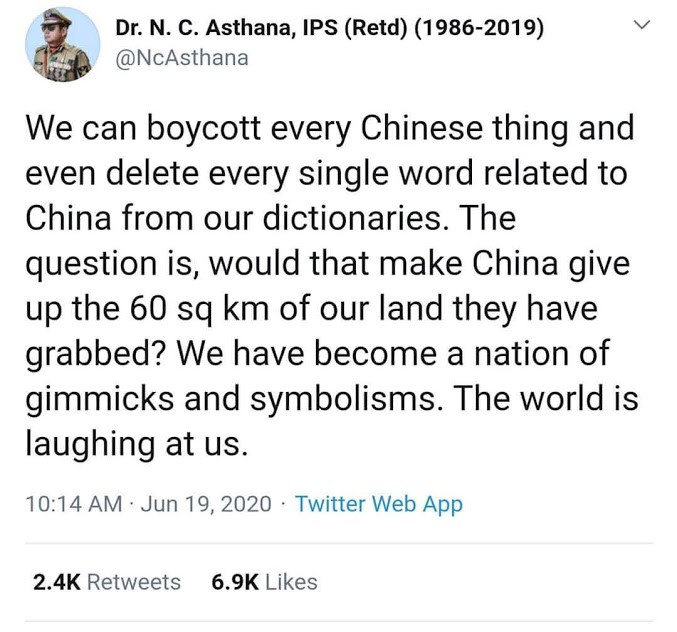 Dr. N. C. Asthana, IPS (Retd) (1986-2019)
@NcAsthana
We can boycott every Chinese thing and
even delete every single word related to
China from our dictionaries. The
question is, would that make China give
up the 60 sq km of our land they have
grabbed? We have become a nation of
gimmicks and symbolisms. The world is
laughing at us.
10:14 AM · Jun 19, 2020 · Twitter Web App
2.4K Retweets 6.9K Likes